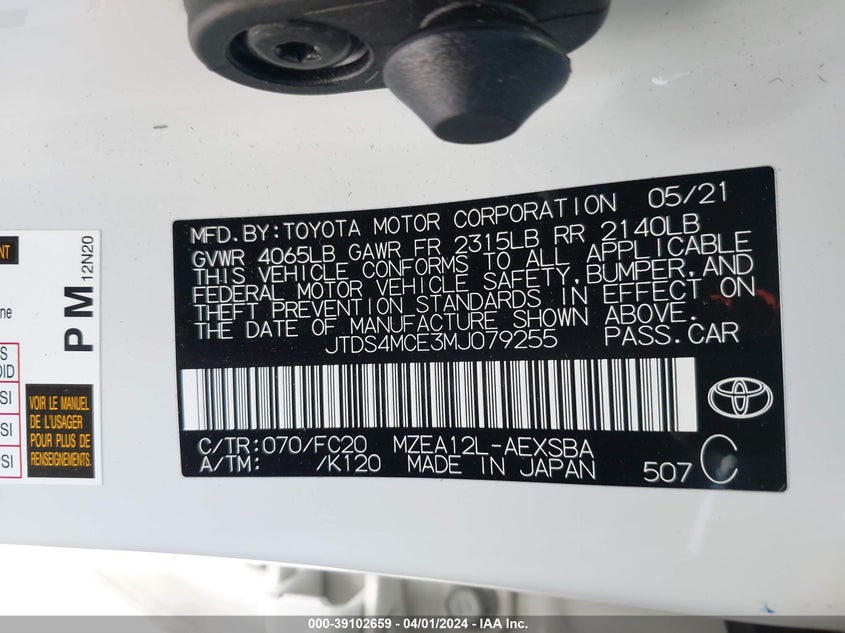 MFD. BY: TOYOTA MOTOR CORPORATION 05/21
GVWR 4065LB GAWR FR 2315LB RR 2140LB
THIS VEHICLE CONFORMS TO ALL APPLICABLE
FEDERAL MOTOR VEHICLE SAFETY, BUMPER, AND
THEFT PREVENTION STANDARDS IN EFFECT ON
THE DATE OF MANUFACTURE SHOWN ABOVE.
JTDS4MCE3MJ079255 PASS.CAR
C/TR:070/FC20 MZEA12L-AEXSBA
A/TM: /K120 MADE IN JAPAN 507 C
PM 12N20
VOIR LE MANUEL
DE L'USAGER
POUR PLUS DE
RENSEIGNEMENTS.
000-39102659 - 04/01/2024 - IAA Inc.